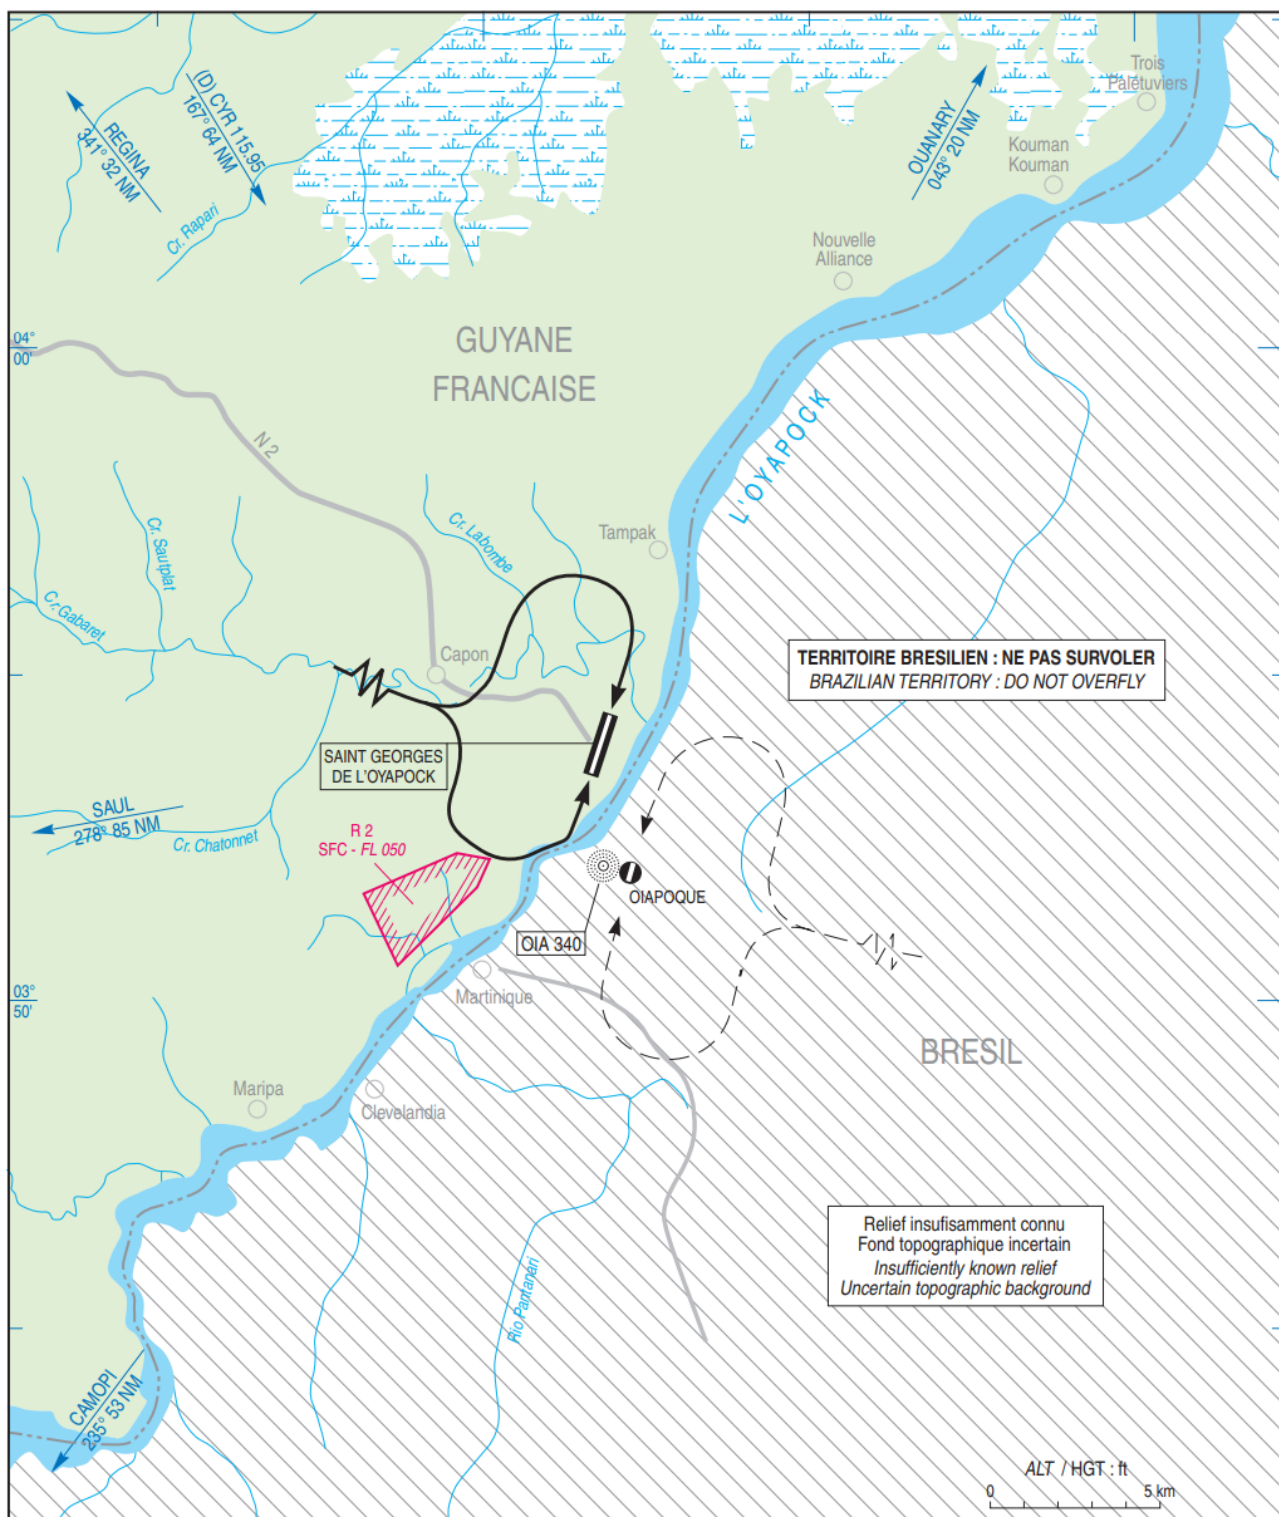 (D) CYR 115.95
167° 64 NM
REGINA
341° 32 NM
Cr. Rapari
OUANARY
043° 20 NM
Trois
Palétuviers
Kouman
Kouman
Nouvelle
Alliance
04°
00'
GUYANE
FRANCAISE
N 2
L'OYAPOCK
Cr. Sautplat
Cr. Labombe
Tampak
Cr. Gabaret
Capon
TERRITOIRE BRESILIEN : NE PAS SURVOLER
BRAZILIAN TERRITORY : DO NOT OVERFLY
SAINT GEORGES
DE L'OYAPOCK
SAUL
278° 85 NM
Cr. Chatonnet
R 2
SFC - FL 050
OIAPOQUE
OIA 340
Martinique
03°
50'
BRESIL
Maripa
Clevelandia
Relief insufisamment connu
Fond topographique incertain
Insufficiently known relief
Uncertain topographic background
Rio Pantanari
CAMOPI
235° 53 NM
ALT / HGT : ft
0 5 km